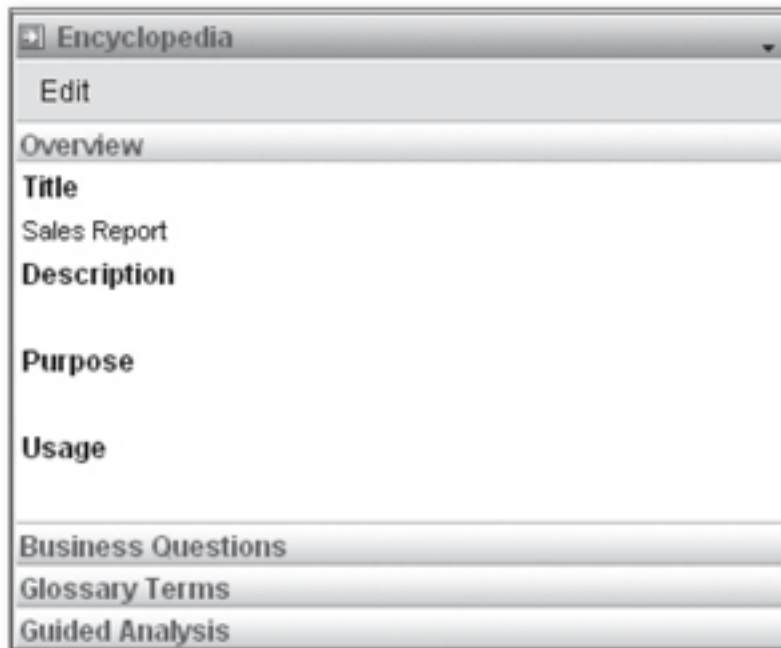 Encyclopedia
Edit
Overview
Title
Sales Report
Description
Purpose
Usage
Business Questions
Glossary Terms
Guided Analysis